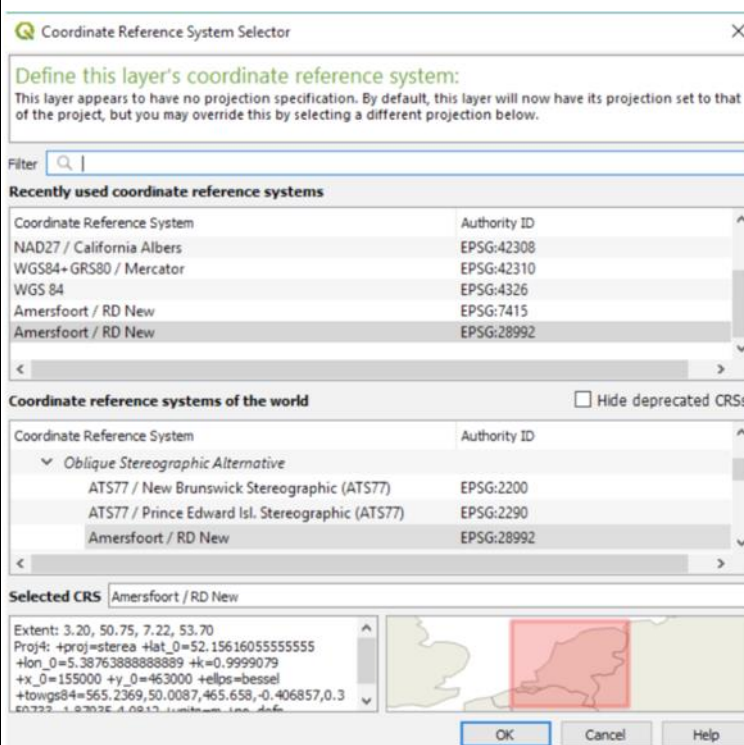 Coordinate Reference System Selector
Define this layer's coordinate reference system:
This layer appears to have no projection specification. By default, this layer will now have its projection set to that
of the project, but you may override this by selecting a different projection below.
Filter
Recently used coordinate reference systems
Coordinate Reference System Authority ID
NAD27 / California Albers EPSG:42308
WGS84+GRS80 / Mercator EPSG:42310
WGS 84 EPSG:4326
Amersfoort / RD New EPSG:7415
Amersfoort / RD New EPSG:28992
Coordinate reference systems of the world Hide deprecated CRSs
Coordinate Reference System Authority ID
Oblique Stereographic Alternative
ATS77 / New Brunswick Stereographic (ATS77) EPSG:2200
ATS77 / Prince Edward Isl. Stereographic (ATS77) EPSG:2290
Amersfoort / RD New EPSG:28992
Selected CRS Amersfoort / RD New
Extent: 3.20, 50.75, 7.22, 53.70
Proj4: +proj=sterea +lat_0=52.15616055555555
+lon_0=5.38763888888889 +k=0.9999079
+x_0=155000 +y_0=463000 +ellps=bessel
+towgs84=565.2369,50.0087,465.658,-0.406857,0.3
OK Cancel Help